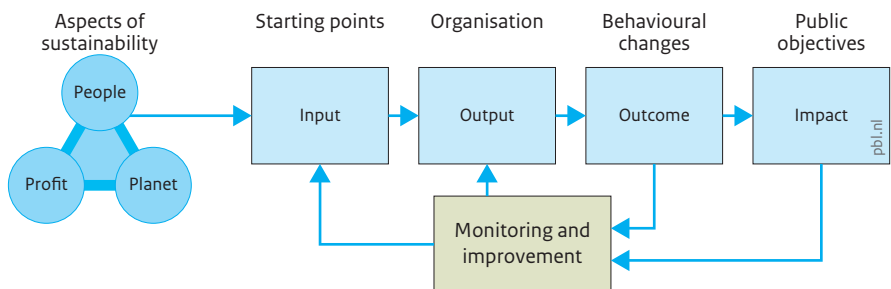 Aspects of
sustainability
Starting points
Organisation
Behavioural
changes
Public
objectives
People
Profit
Planet
Input
Output
Outcome
Impact
pbl.nl
Monitoring and
improvement